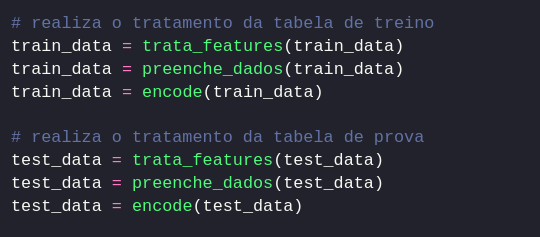 # realiza o tratamento da tabela de treino
train_data = trata_features(train_data)
train_data = preenche_dados(train_data)
train_data = encode(train_data)

# realiza o tratamento da tabela de prova
test_data = trata_features(test_data)
test_data = preenche_dados(test_data)
test_data = encode(test_data)